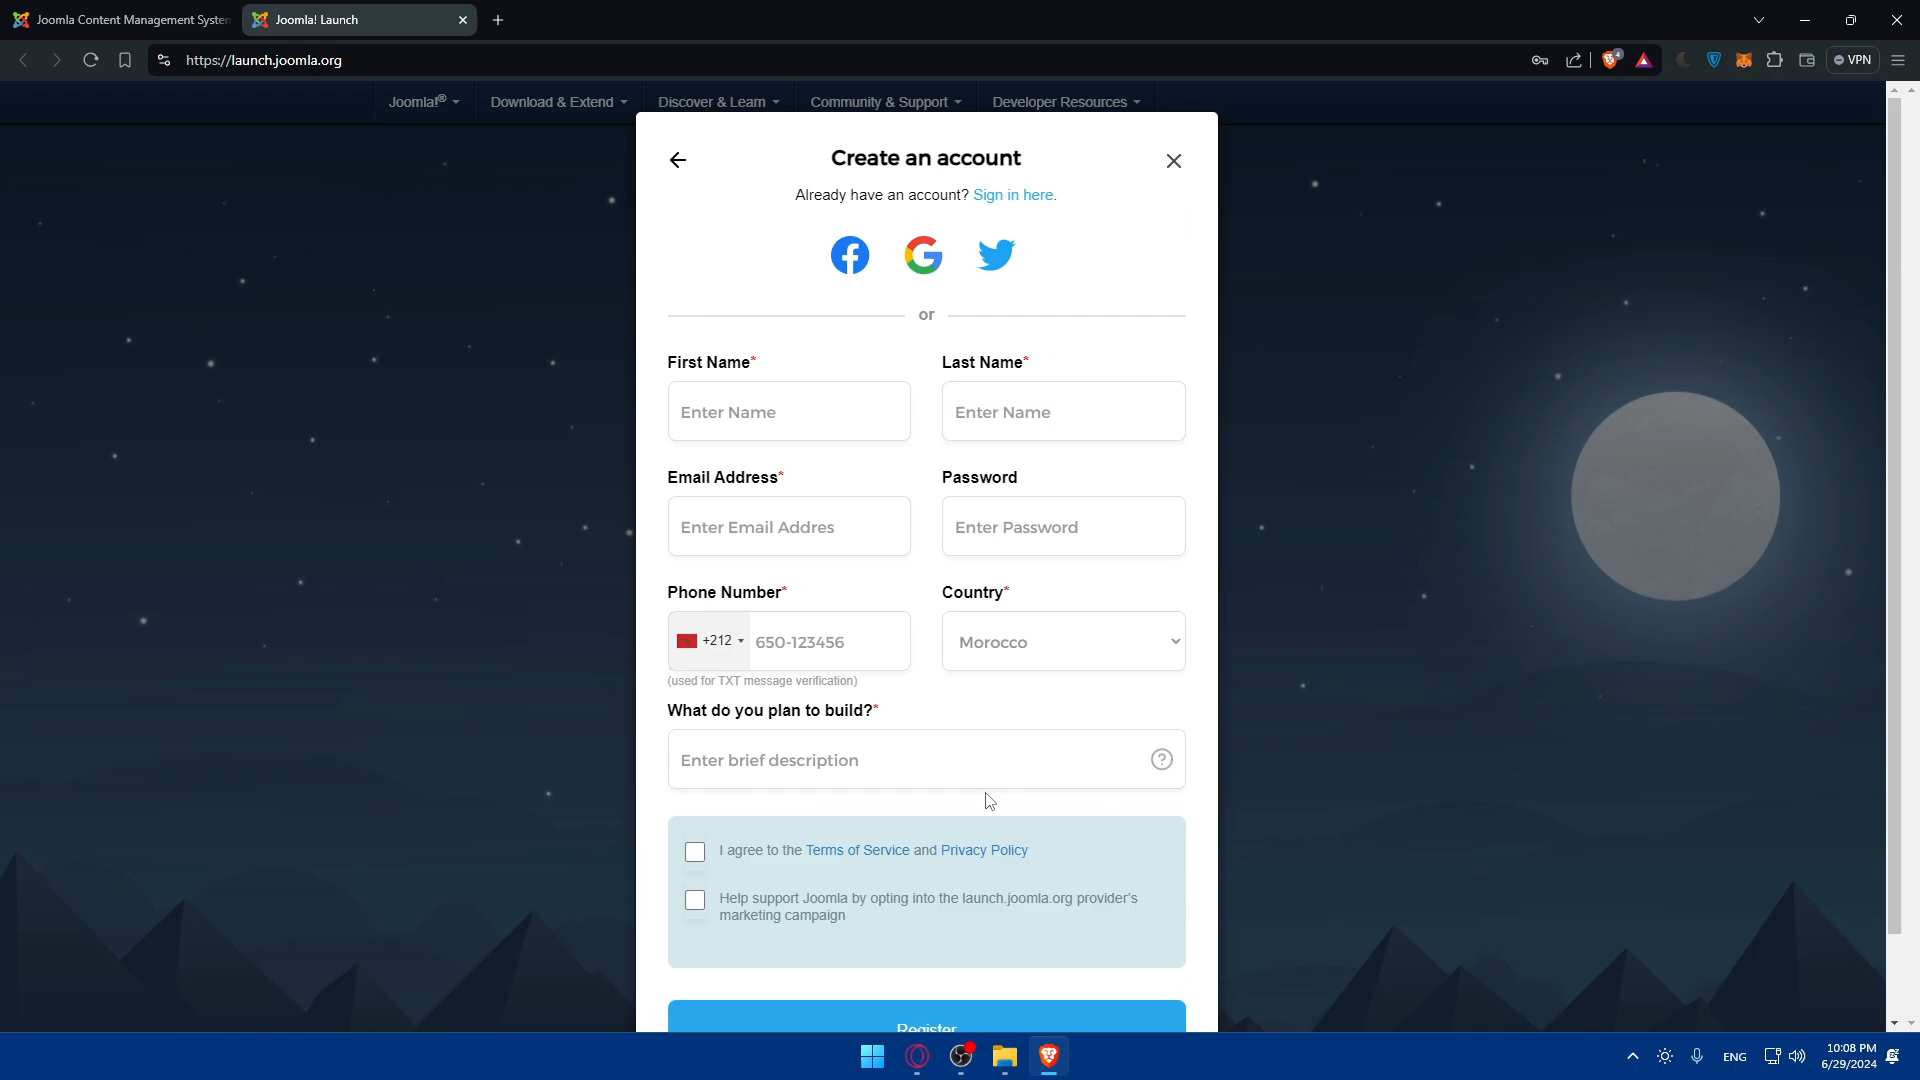 Joomla Content Management System
Joomla! Launch
https://launch.joomla.org
4
VPN
Joomla!®
Download & Extend
Discover & Learn
Community & Support
Developer Resources
Create an account
Already have an account? Sign in here.
or
First Name*
Last Name*
Enter Name
Enter Name
Email Address*
Password
Enter Email Addres
Enter Password
Phone Number*
Country*
+212
650-123456
Morocco
(used for TXT message verification)
What do you plan to build?*
Enter brief description
I agree to the Terms of Service and Privacy Policy
Help support Joomla by opting into the launch.joomla.org provider's
marketing campaign
Register
ENG
10:08 PM
6/29/2024